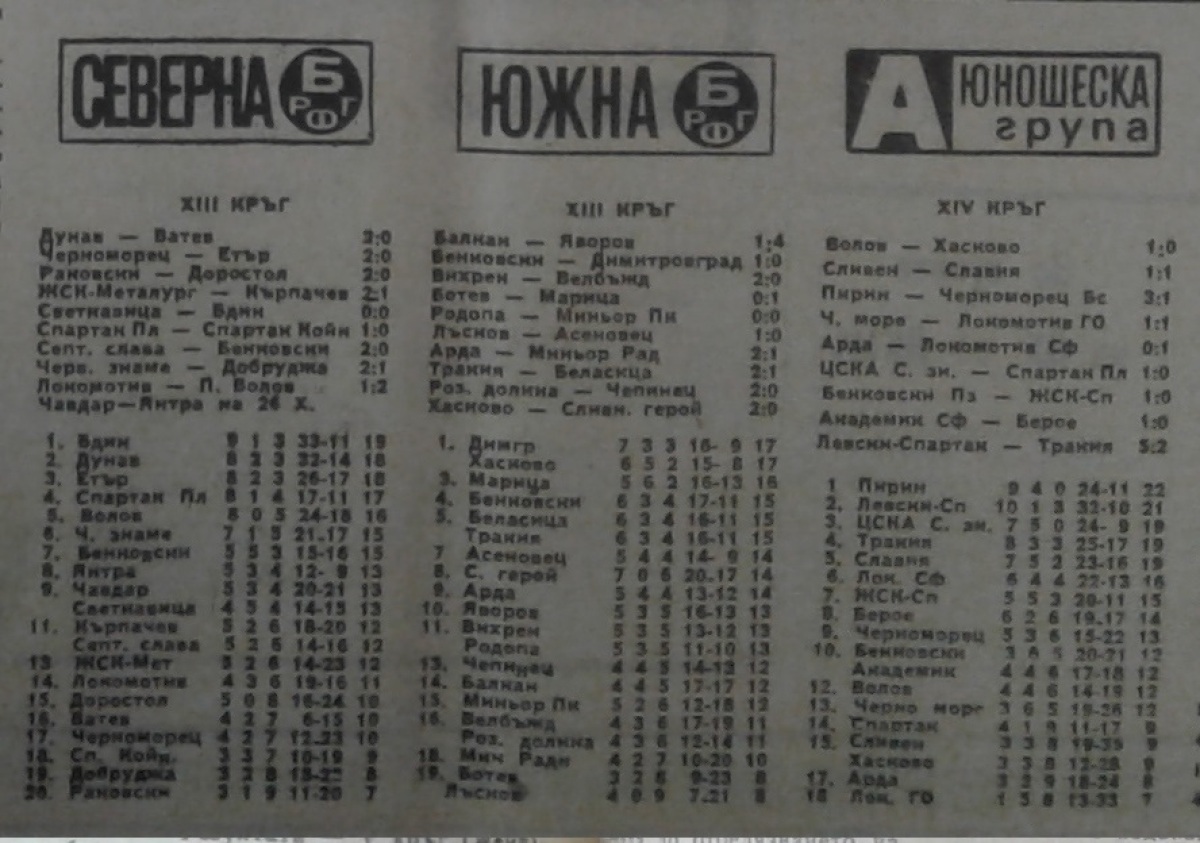 СЕВЕРНА Б РФГ
XIII КРЪГ
Дунав — Ботев 2:0
Черноморец — Етър 2:0
Раковски — Доростол 2:0
ЖСК-Металург — Кърпачев 2:1
Светкавица — Бдин 0:0
Спартан Пл — Спартак Койн 1:0
Септ. слава — Бенковски 2:0
Черв. знаме — Добруджа 2:1
Локомотив — П. Волов 1:2
Чавдар—Янтра на 26 X.
1. Бдин 9 1 3 33-11 19
2. Дунав 8 2 3 32-14 18
3. Етър 8 2 3 26-17 18
4. Спартак Пл 8 1 4 17-11 17
5. Волов 8 0 5 24-18 16
6. Ч. знаме 7 1 5 21-17 15
7. Бенковски 5 5 3 15-16 15
8. Янтра 5 3 4 12- 9 13
9. Чавдар 5 3 4 20-21 13
Светкавица 4 5 4 14-15 13
11. Кърпачев 5 2 6 18-20 12
Септ. слава 5 2 6 14-16 12
13 ЖСК-Мет 5 2 6 14-23 12
14. Локомотив 4 3 6 19-16 11
15. Доростол 5 0 8 16-24 10
16. Ботев 4 2 7 6-15 10
17. Черноморец 4 2 7 12-23 10
18. Сп. Койн. 3 3 7 10-19 9
19. Добруджа 3 2 8 8
20. Раковски 3 1 9 11-20 7
ЮЖНА Б РФГ
XIII КРЪГ
Балкан — Яворов 1:4
Бенковски — Димитровград 1:0
Вихрен — Велбъжд 2:0
Ботев — Марица 0:1
Родопа — Миньор Пк 0:0
Лъсков — Асеновец 1:0
Арда — Миньор Рад 2:1
Тракия — Беласица 2:1
Роз. долина — Чепинец 2:0
Хасково — Сливн. герой 2:0
1. Димгр 7 3 3 16- 9 17
Хасково 6 5 2 15- 8 17
3. Марица 5 6 2 16-13 16
4. Бенковски 6 3 4 17-11 15
5. Беласица 6 3 4 16-11 15
Тракия 6 3 4 16-11 15
7 Асеновец 5 4 4 14- 9 14
8. С. герой 7 0 6 20-17 14
9. Арда 5 4 4 13-12 14
10. Яворов 5 3 5 16-13 13
11. Вихрен 5 3 5 13-12 13
Родопа 5 3 5 11-10 13
13. Чепинец 4 4 5 14-13 12
14. Балкан 4 4 5 17-17 12
15. Миньор Пк 5 2 6 12-18 12
16. Велбъжд 4 3 6 17-19 11
Роз. долина 4 3 6 12-14 11
18. Мич Ради 4 2 7 10-20 10
19. Ботев 3 2 8 9-23 8
Лъсков 4 0 9 7-21 8
А ЮНОШЕСКА група
XIV КРЪГ
Волов — Хасково 1:0
Сливен — Славия 1:1
Пирин — Черноморец Бс 3:1
Ч. море — Локомотив ГО 1:1
Арда — Локомотив Сф 0:1
ЦСКА С. зн. — Спартак Пл 1:0
Бенковски Пз — ЖСК-Сп 1:0
Академик Сф — Берое 1:0
Левски-Спартак — Тракия 5:2
1 Пирин 9 4 0 24-11 22
2. Левски-Сп 10 1 3 32-10 21
3. ЦСКА С. зн. 7 5 0 24- 9 19
4. Тракия 8 3 3 25-17 19
5. Славия 7 5 2 23-16 19
6. Лок. Сф 6 4 4 22-13 16
7. ЖСК-Сп 5 5 3 20-11 15
8. Берое 6 2 6 19-17 14
9. Черноморец 5 3 6 15-22 13
10. Бенковски 3 6 5 20-21 12
Академик 4 4 6 17-18 12
12. Волов 4 4 6 14-19 12
13. Черно море 3 6 5 19-26 12
14. Спартак 4 1 9 11-17 9
15. Сливен 3 3 8 19-35 9
Хасково 3 3 8 12-28 9
17. Арда 3 2 9 18-24 8
18 Лок. ГО 1 5 8 13-33 7